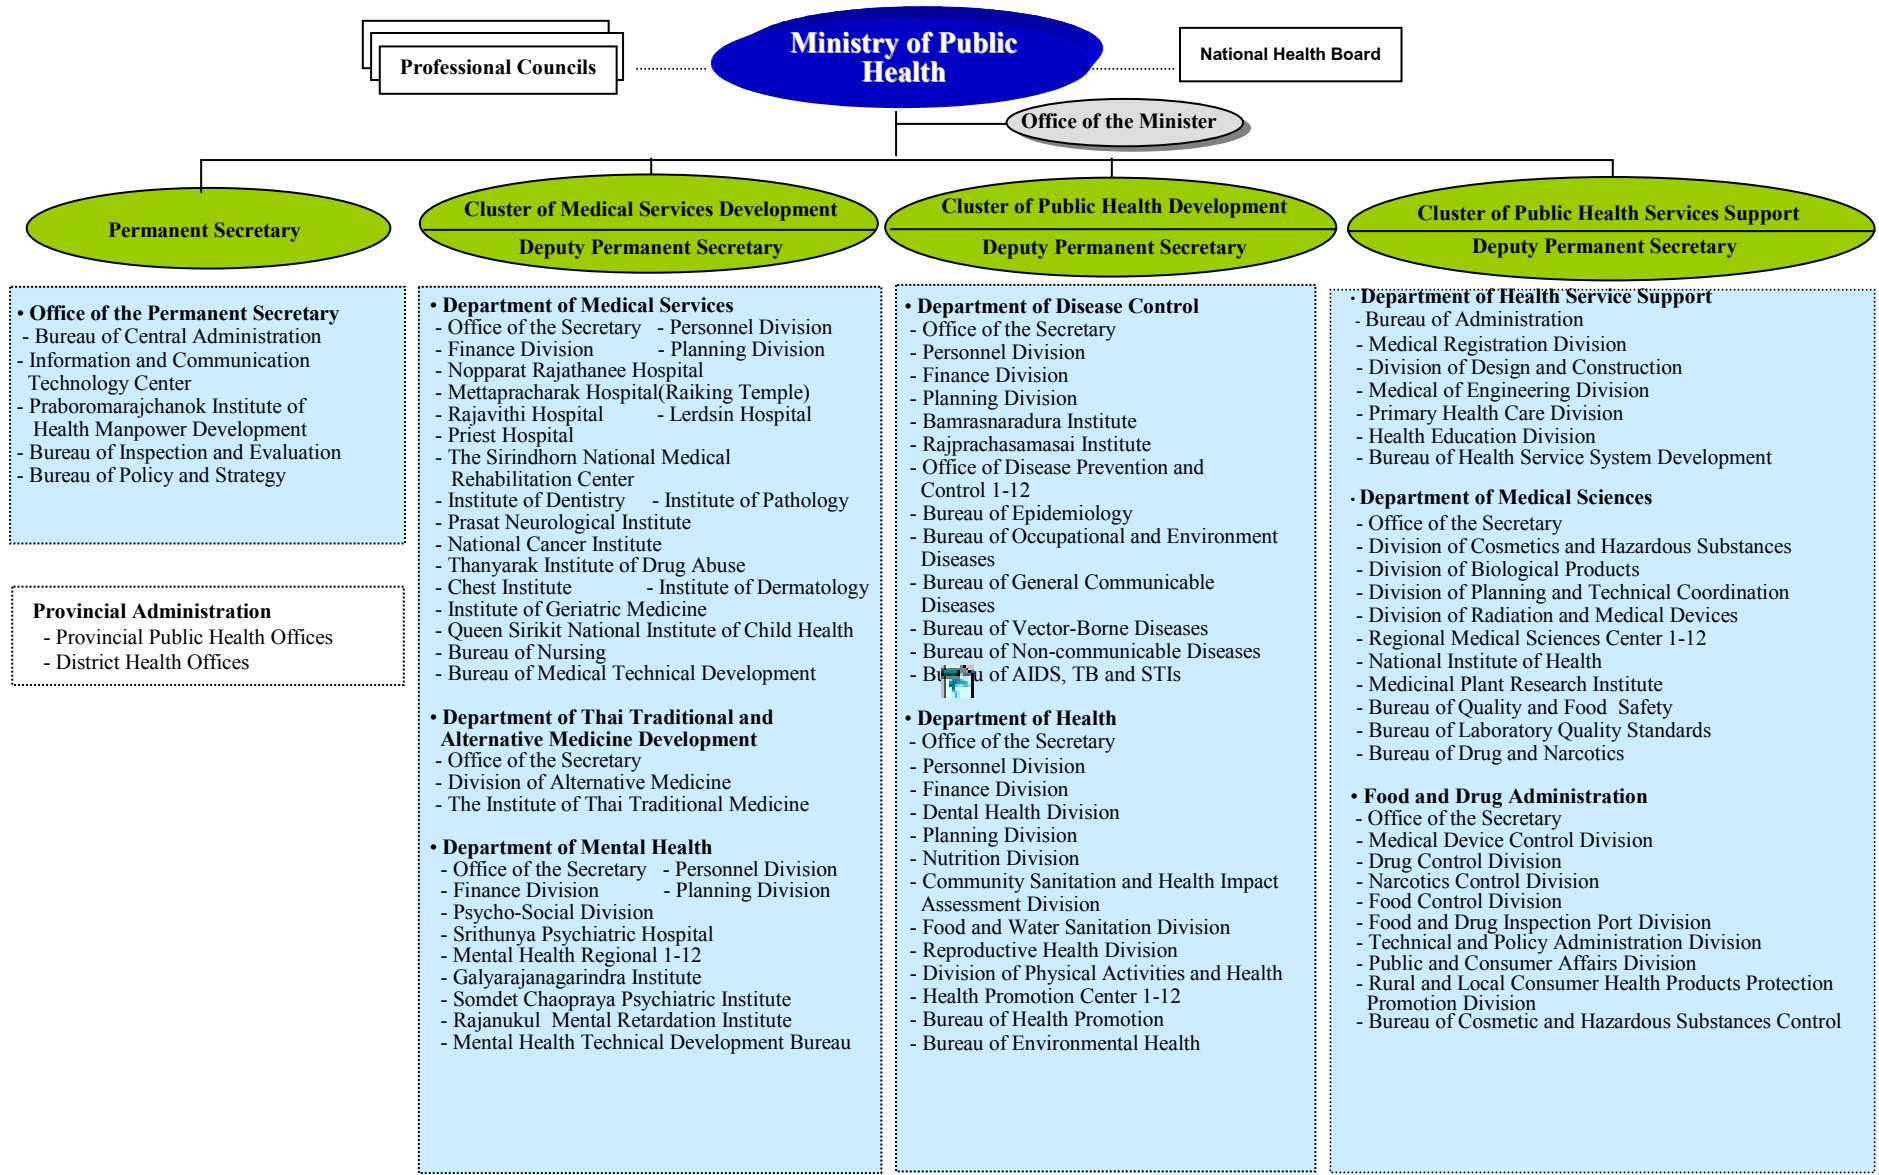 Professional Councils
Ministry of Public
Health
National Health Board
Office of the Minister
Permanent Secretary
Cluster of Medical Services Development
Deputy Permanent Secretary
Cluster of Public Health Development
Deputy Permanent Secretary
Cluster of Public Health Services Support
Deputy Permanent Secretary
• Office of the Permanent Secretary
- Bureau of Central Administration
- Information and Communication
Technology Center
- Praboromarajchanok Institute of
Health Manpower Development
- Bureau of Inspection and Evaluation
- Bureau of Policy and Strategy
Provincial Administration
- Provincial Public Health Offices
- District Health Offices
• Department of Medical Services
- Office of the Secretary - Personnel Division
- Finance Division - Planning Division
- Nopparat Rajathanee Hospital
- Mettapracharak Hospital(Raiking Temple)
- Rajavithi Hospital - Lerdsin Hospital
- Priest Hospital
- The Sirindhorn National Medical
Rehabilitation Center
- Institute of Dentistry - Institute of Pathology
- Prasat Neurological Institute
- National Cancer Institute
- Thanyarak Institute of Drug Abuse
- Chest Institute - Institute of Dermatology
- Institute of Geriatric Medicine
- Queen Sirikit National Institute of Child Health
- Bureau of Nursing
- Bureau of Medical Technical Development
• Department of Thai Traditional and
Alternative Medicine Development
- Office of the Secretary
- Division of Alternative Medicine
- The Institute of Thai Traditional Medicine
• Department of Mental Health
- Office of the Secretary - Personnel Division
- Finance Division - Planning Division
- Psycho-Social Division
- Srithunya Psychiatric Hospital
- Mental Health Regional 1-12
- Galyarajanagarindra Institute
- Somdet Chaopraya Psychiatric Institute
- Rajanukul Mental Retardation Institute
- Mental Health Technical Development Bureau
• Department of Disease Control
- Office of the Secretary
- Personnel Division
- Finance Division
- Planning Division
- Bamrasnaradura Institute
- Rajprachasamasai Institute
- Office of Disease Prevention and
Control 1-12
- Bureau of Epidemiology
- Bureau of Occupational and Environment
Diseases
- Bureau of General Communicable
Diseases
- Bureau of Vector-Borne Diseases
- Bureau of Non-communicable Diseases
- Bureau of AIDS, TB and STIs
• Department of Health
- Office of the Secretary
- Personnel Division
- Finance Division
- Dental Health Division
- Planning Division
- Nutrition Division
- Community Sanitation and Health Impact
Assessment Division
- Food and Water Sanitation Division
- Reproductive Health Division
- Division of Physical Activities and Health
- Health Promotion Center 1-12
- Bureau of Health Promotion
- Bureau of Environmental Health
• Department of Health Service Support
- Bureau of Administration
- Medical Registration Division
- Division of Design and Construction
- Medical of Engineering Division
- Primary Health Care Division
- Health Education Division
- Bureau of Health Service System Development
• Department of Medical Sciences
- Office of the Secretary
- Division of Cosmetics and Hazardous Substances
- Division of Biological Products
- Division of Planning and Technical Coordination
- Division of Radiation and Medical Devices
- Regional Medical Sciences Center 1-12
- National Institute of Health
- Medicinal Plant Research Institute
- Bureau of Quality and Food Safety
- Bureau of Laboratory Quality Standards
- Bureau of Drug and Narcotics
• Food and Drug Administration
- Office of the Secretary
- Medical Device Control Division
- Drug Control Division
- Narcotics Control Division
- Food Control Division
- Food and Drug Inspection Port Division
- Technical and Policy Administration Division
- Public and Consumer Affairs Division
- Rural and Local Consumer Health Products Protection
Promotion Division
- Bureau of Cosmetic and Hazardous Substances Control